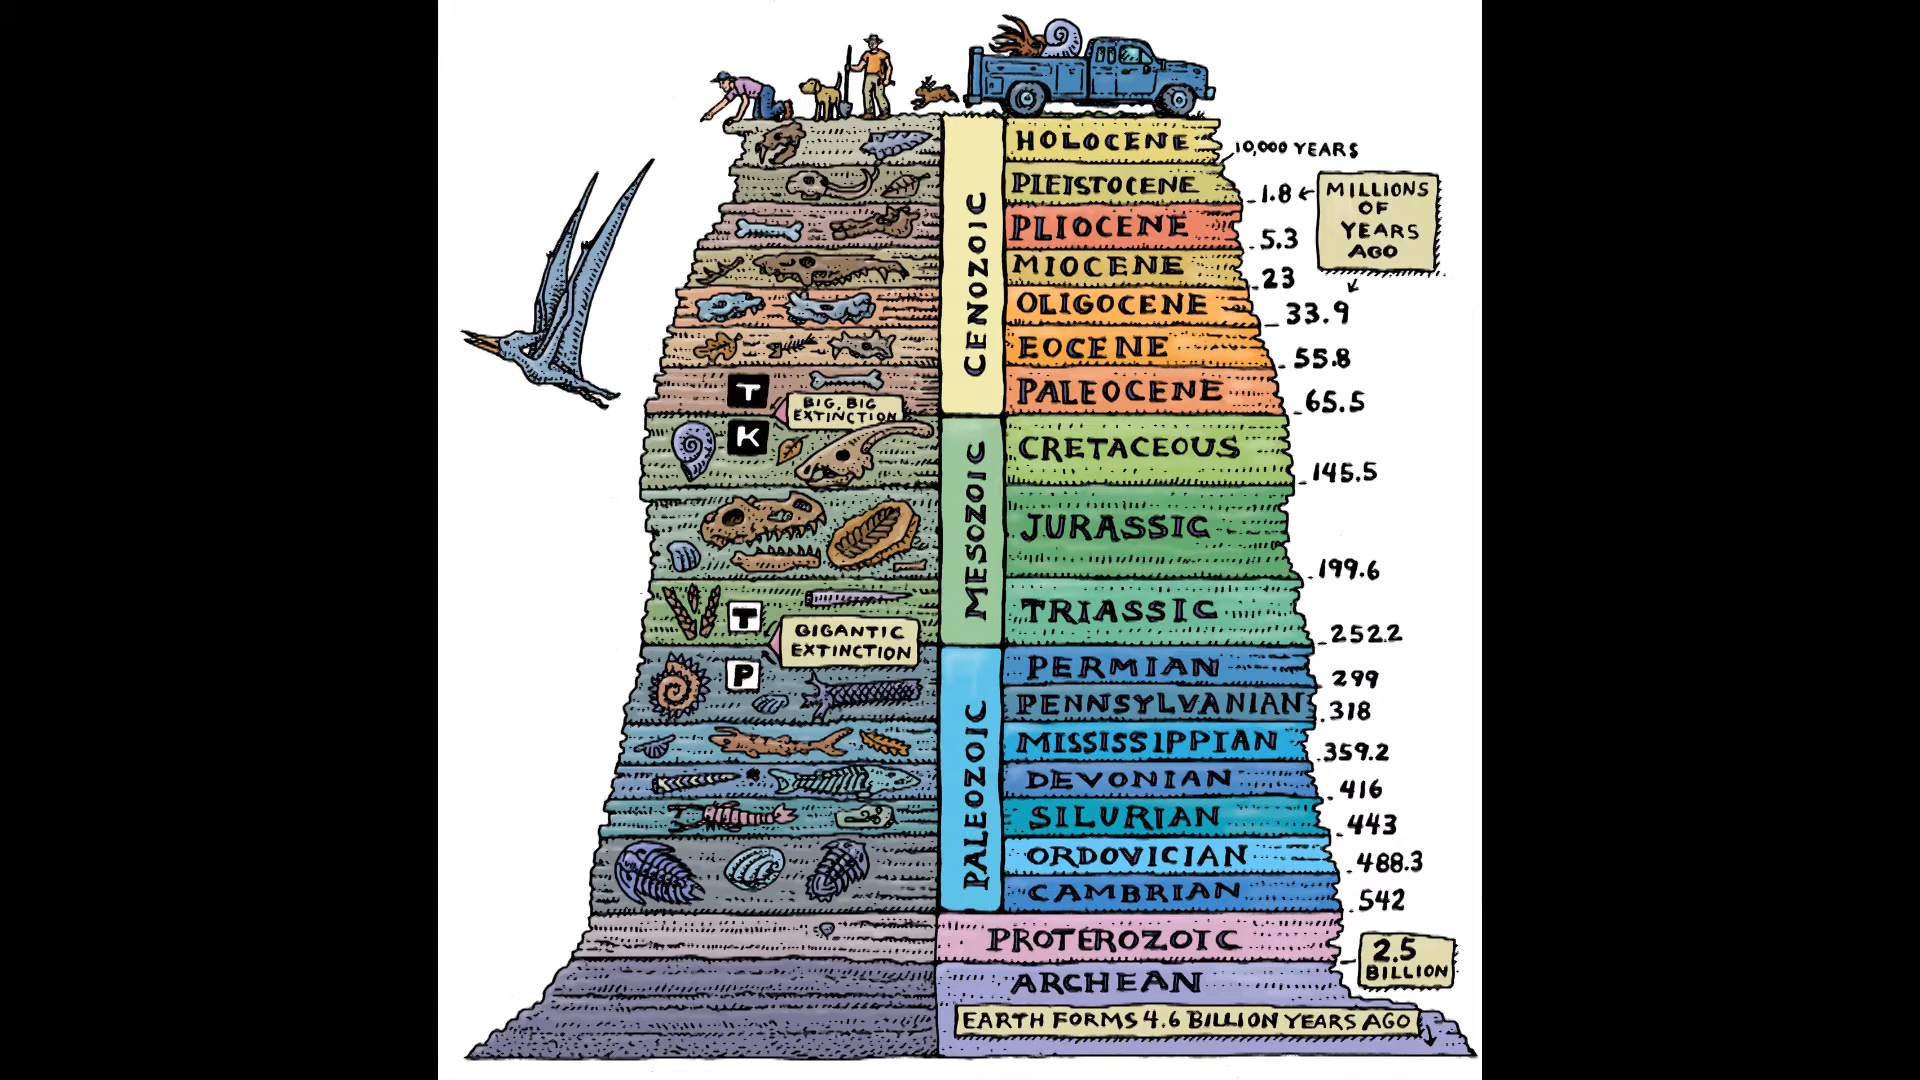 HOLOCENE
10,000 YEARS
PLEISTOCENE
1.8
MILLIONS
OF
YEARS
AGO
PLIOCENE
5.3
MIOCENE
23
OLIGOCENE
33.9
EOCENE
55.8
PALEOCENE
65.5
CENOZOIC
T
BIG, BIG
EXTINCTION
K
CRETACEOUS
145.5
JURASSIC
199.6
TRIASSIC
252.2
MESOZOIC
T
GIGANTIC
EXTINCTION
P
PERMIAN
299
PENNSYLVANIAN
318
MISSISSIPPIAN
359.2
DEVONIAN
416
SILURIAN
443
ORDOVICIAN
488.3
CAMBRIAN
542
PALEOZOIC
PROTEROZOIC
2.5
BILLION
ARCHEAN
EARTH FORMS 4.6 BILLION YEARS AGO